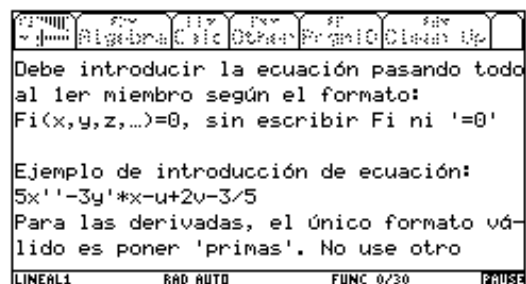 Algebra Calc Other PrgmIO Clean Up
Debe introducir la ecuación pasando todo
al 1er miembro según el formato:
Fi(x,y,z,…)=0, sin escribir Fi ni '=0'
Ejemplo de introducción de ecuación:
5x''-3y'*x-u+2v-3/5
Para las derivadas, el único formato vá-
lido es poner 'primas'. No use otro
LINEAL1 RAD AUTO FUNC 0/30 PAUSE